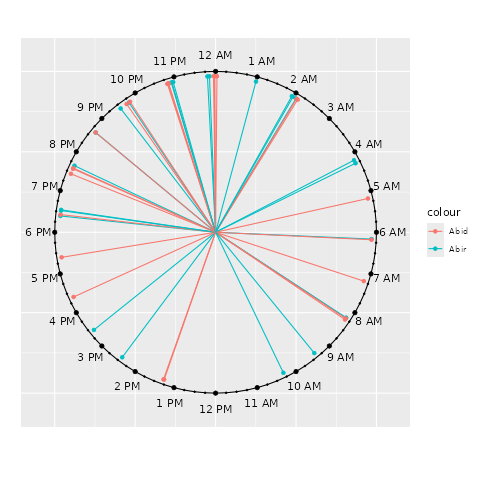 12 AM
11 PM
1 AM
10 PM
2 AM
9 PM
3 AM
8 PM
4 AM
7 PM
5 AM
6 PM
6 AM
5 PM
7 AM
4 PM
8 AM
3 PM
9 AM
2 PM
10 AM
1 PM
11 AM
12 PM
colour
Abid
Abir